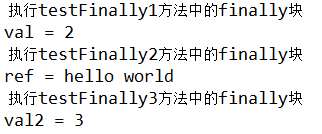 执行testFinally1方法中的finally块
val = 2
执行testFinally2方法中的finally块
ref = hello world
执行testFinally3方法中的finally块
val2 = 3